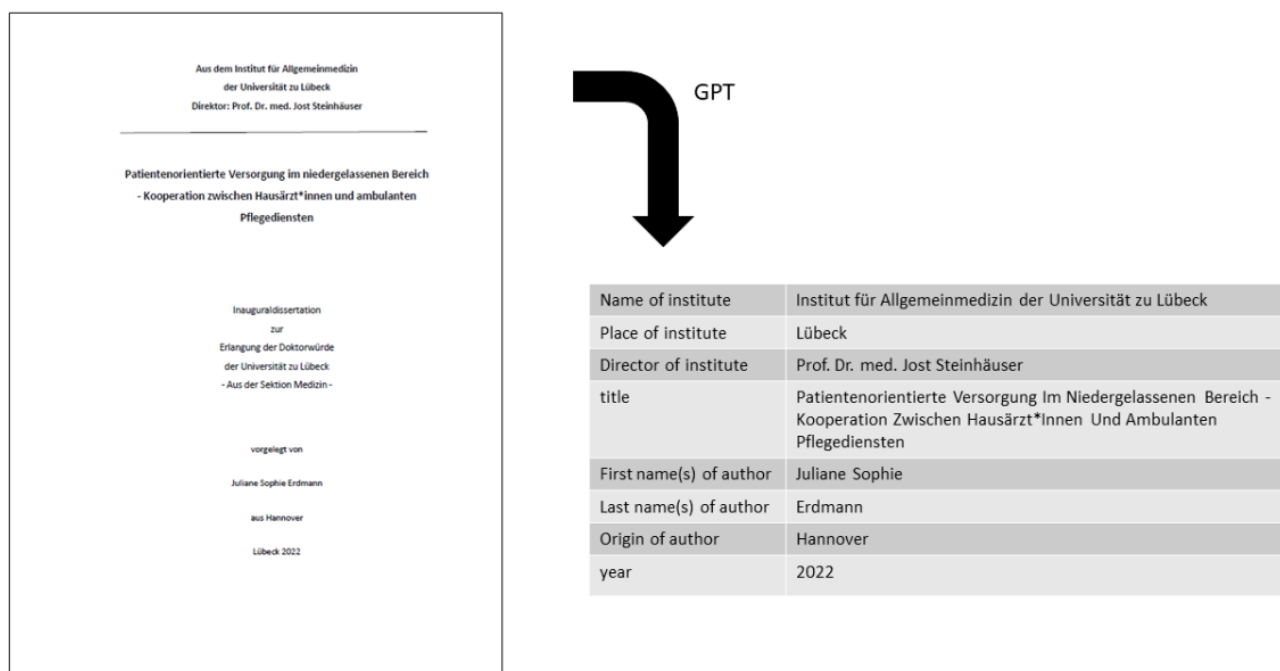 Aus dem Institut für Allgemeinmedizin
der Universität zu Lübeck
Direktor: Prof. Dr. med. Jost Steinhäuser
Patientenorientierte Versorgung im niedergelassenen Bereich
- Kooperation zwischen Hausärzt*innen und ambulanten
Pflegediensten
Inauguraldissertation
zur
Erlangung der Doktorwürde
der Universität zu Lübeck
- Aus der Sektion Medizin -
vorgelegt von
Juliane Sophie Erdmann
aus Hannover
Lübeck 2022
GPT
Name of institute Institut für Allgemeinmedizin der Universität zu Lübeck
Place of institute Lübeck
Director of institute Prof. Dr. med. Jost Steinhäuser
title Patientenorientierte Versorgung Im Niedergelassenen Bereich -
Kooperation Zwischen Hausärzt*Innen Und Ambulanten
Pflegediensten
First name(s) of author Juliane Sophie
Last name(s) of author Erdmann
Origin of author Hannover
year 2022